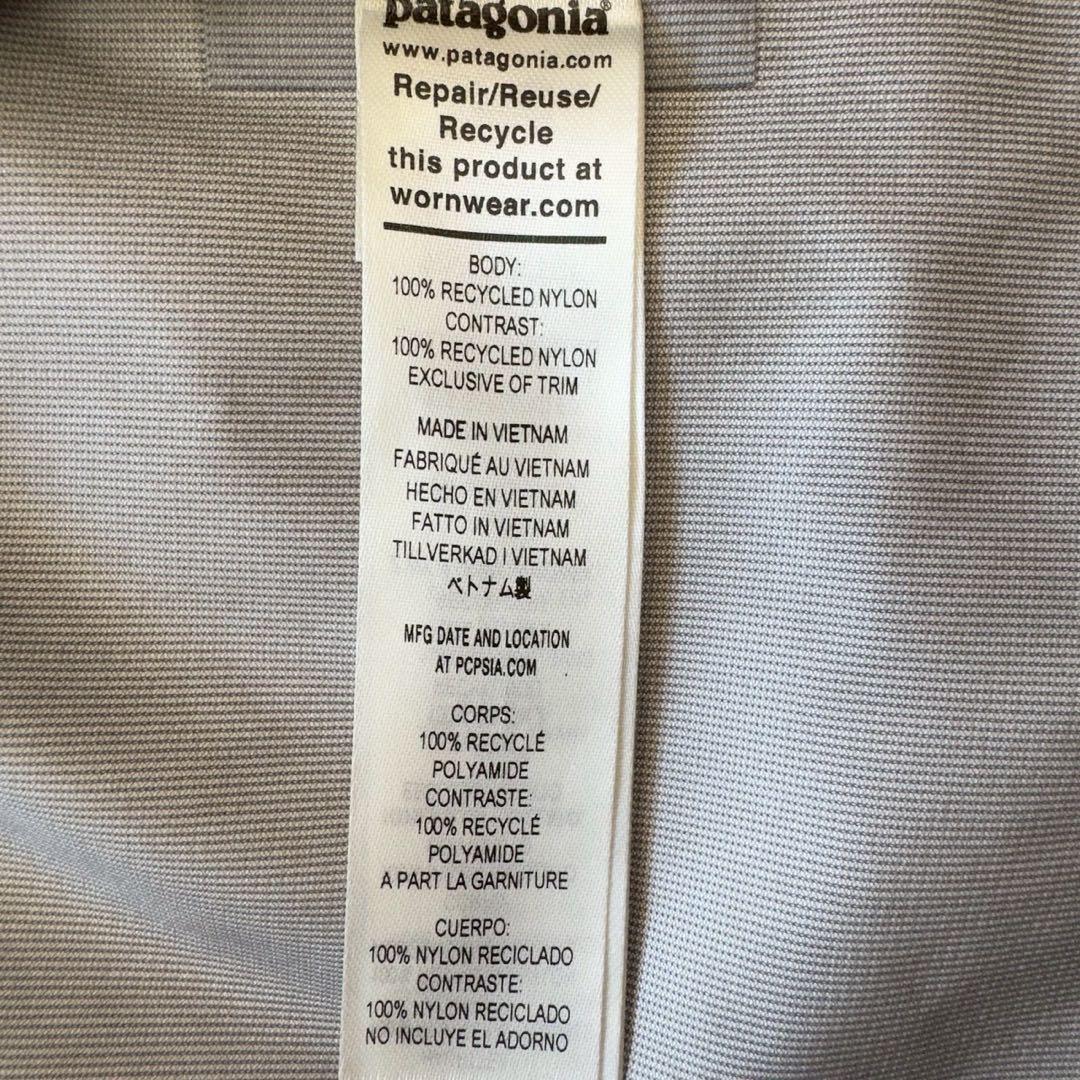 patagonia®
www.patagonia.com
Repair/Reuse/
Recycle
this product at
wornwear.com
BODY:
100% RECYCLED NYLON
CONTRAST:
100% RECYCLED NYLON
EXCLUSIVE OF TRIM
MADE IN VIETNAM
FABRIQUÉ AU VIETNAM
HECHO EN VIETNAM
FATTO IN VIETNAM
TILLVERKAD I VIETNAM
ベトナム製
MFG DATE AND LOCATION
AT PCPSIA.COM
CORPS:
100% RECYCLÉ
POLYAMIDE
CONTRASTE:
100% RECYCLÉ
POLYAMIDE
A PART LA GARNITURE
CUERPO:
100% NYLON RECICLADO
CONTRASTE:
100% NYLON RECICLADO
NO INCLUYE EL ADORNO